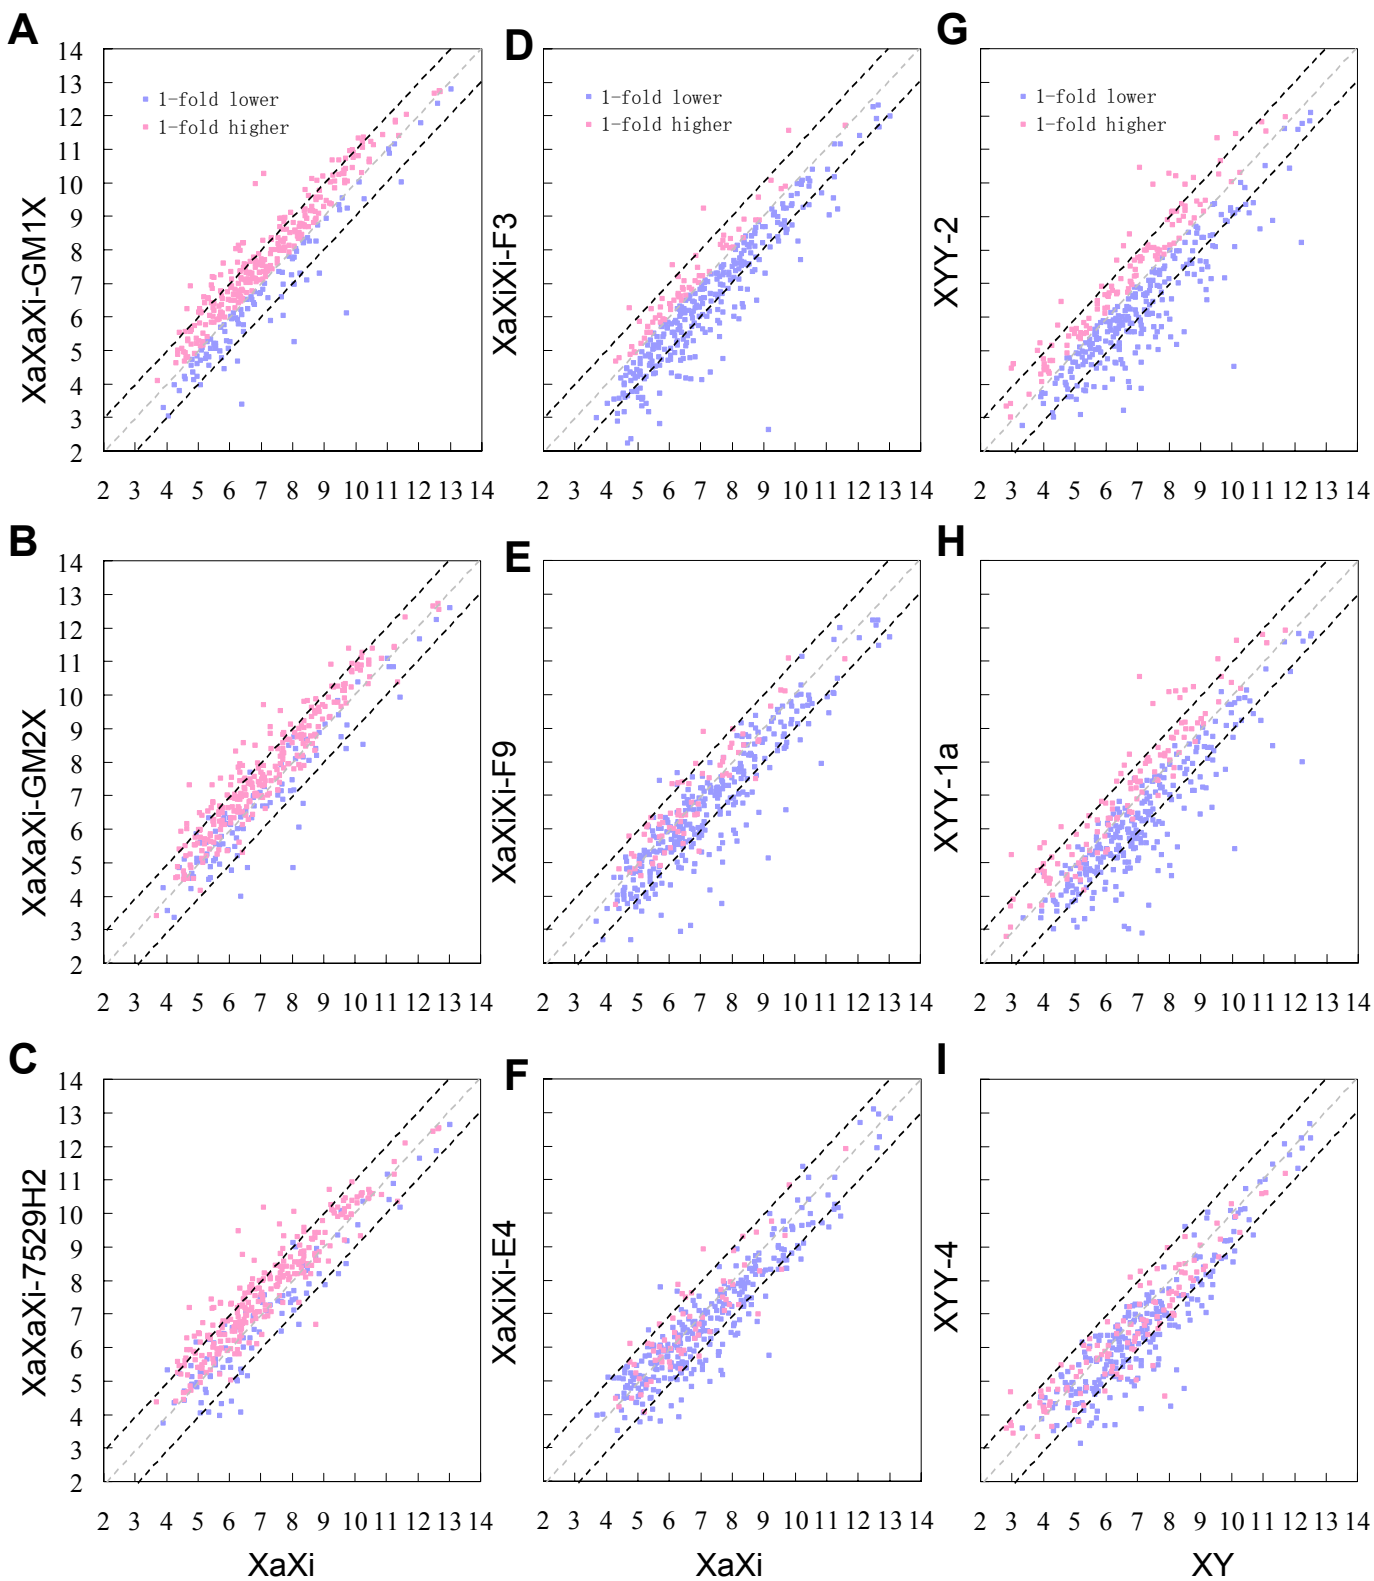 A
XaXaXi-GM1X
14
13
12
11
10
9
8
7
6
5
4
3
2
1-fold lower
1-fold higher
2 3 4 5 6 7 8 9 10 11 12 13 14
D
XaXiXi-F3
1-fold lower
1-fold higher
2 3 4 5 6 7 8 9 10 11 12 13 14
G
XYY-2
1-fold lower
1-fold higher
2 3 4 5 6 7 8 9 10 11 12 13 14
B
XaXaXi-GM2X
14
13
12
11
10
9
8
7
6
5
4
3
2
2 3 4 5 6 7 8 9 10 11 12 13 14
E
XaXiXi-F9
2 3 4 5 6 7 8 9 10 11 12 13 14
H
XYY-1a
2 3 4 5 6 7 8 9 10 11 12 13 14
C
XaXaXi-7529H2
14
13
12
11
10
9
8
7
6
5
4
3
2
2 3 4 5 6 7 8 9 10 11 12 13 14
XaXi
F
XaXiXi-E4
2 3 4 5 6 7 8 9 10 11 12 13 14
XaXi
I
XYY-4
2 3 4 5 6 7 8 9 10 11 12 13 14
XY